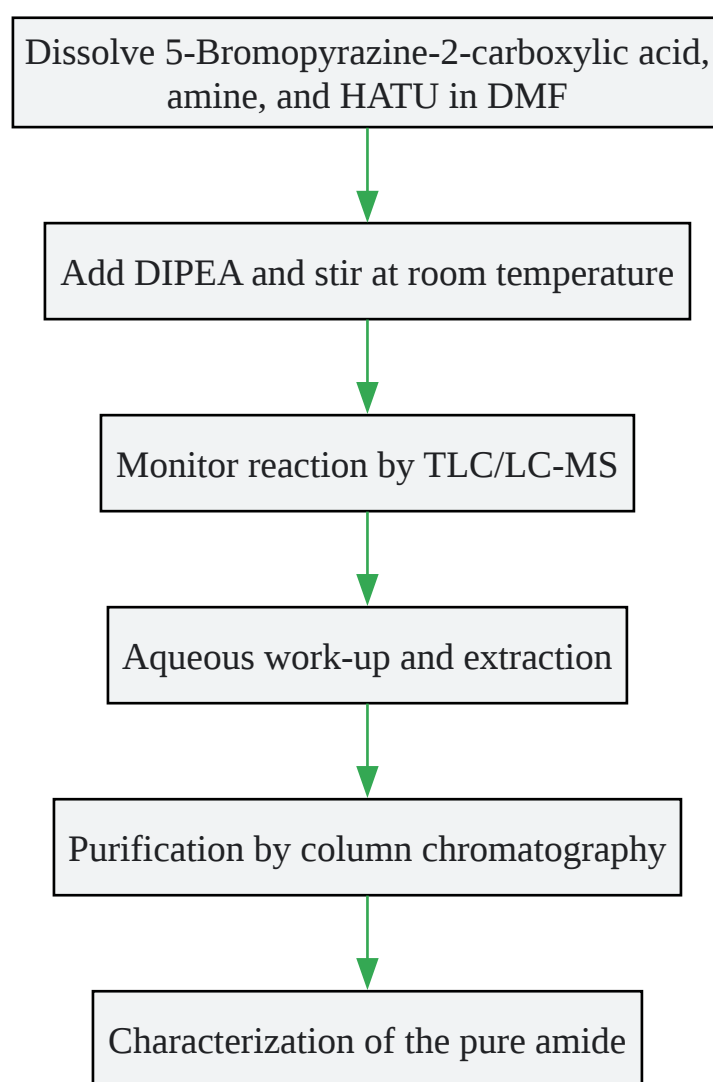 Dissolve 5-Bromopyrazine-2-carboxylic acid,
amine, and HATU in DMF
Add DIPEA and stir at room temperature
Monitor reaction by TLC/LC-MS
Aqueous work-up and extraction
Purification by column chromatography
Characterization of the pure amide